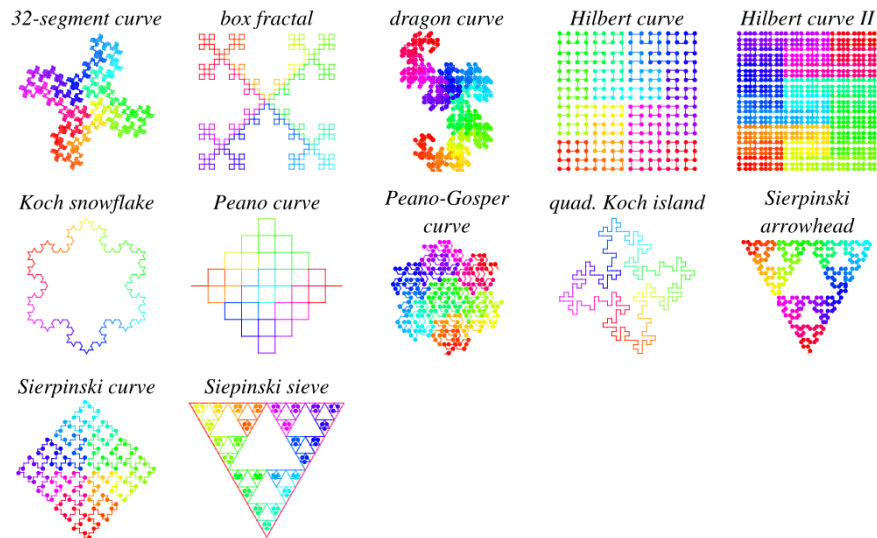 32-segment curve
box fractal
dragon curve
Hilbert curve
Hilbert curve II
Koch snowflake
Peano curve
Peano-Gosper
curve
quad. Koch island
Sierpinski
arrowhead
Sierpinski curve
Siepinski sieve